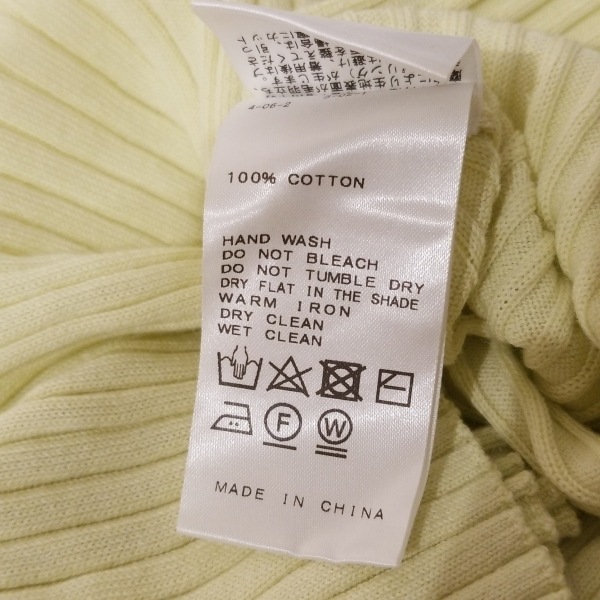 4-06-2
100% COTTON
HAND WASH
DO NOT BLEACH
DO NOT TUMBLE DRY
DRY FLAT IN THE SHADE
WARM IRON
DRY CLEAN
WET CLEAN
F W
MADE IN CHINA